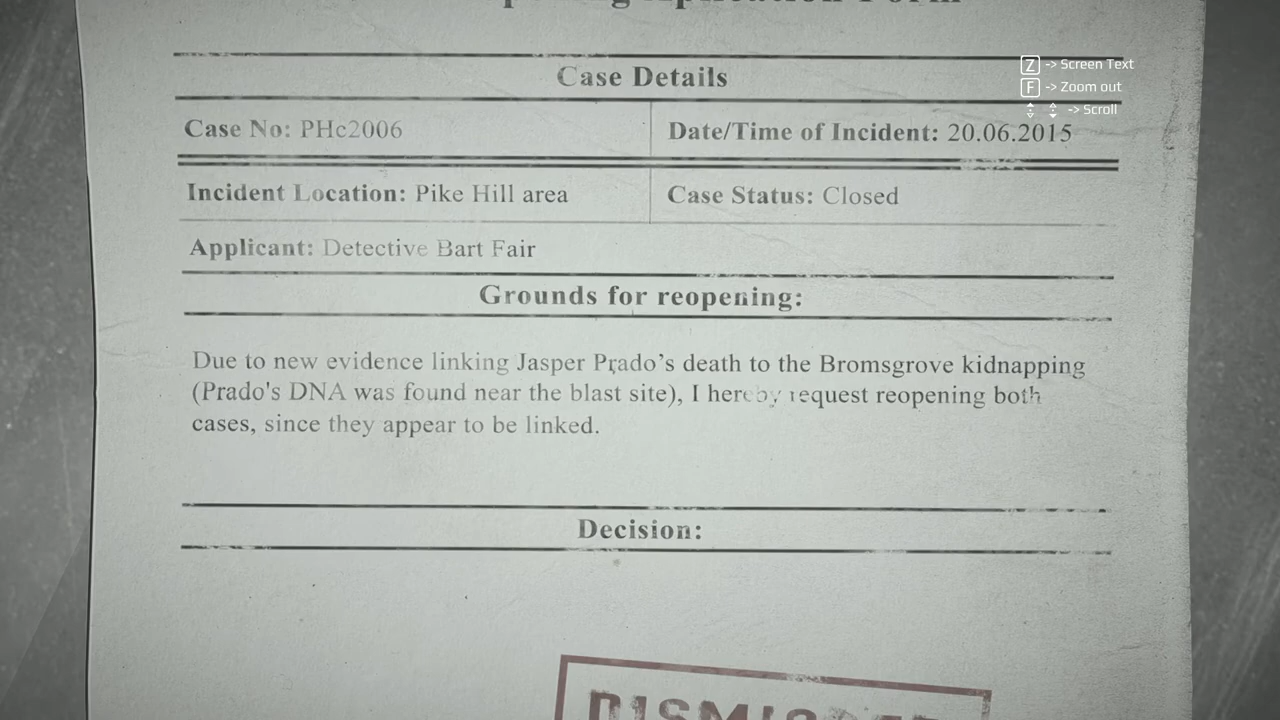 Case Details
Z -> Screen Text
F -> Zoom out
-> Scroll
Case No: PHc2006
Date/Time of Incident: 20.06.2015
Incident Location: Pike Hill area
Case Status: Closed
Applicant: Detective Bart Fair
Grounds for reopening:
Due to new evidence linking Jasper Prado's death to the Bromsgrove kidnapping
(Prado's DNA was found near the blast site), I hereby request reopening both
cases, since they appear to be linked.
Decision: